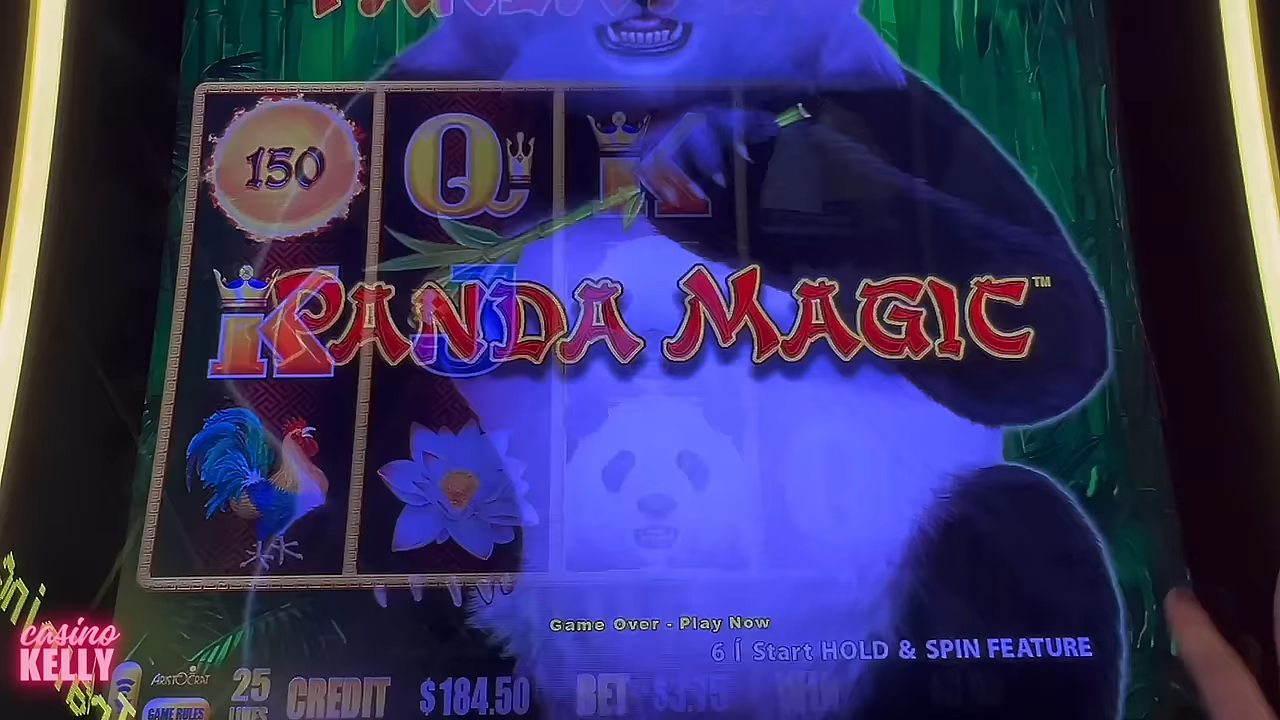 150
Q
K
K
J
PANDA MAGIC™
Game Over - Play Now
6 Í Start HOLD & SPIN FEATURE
casino
KELLY
ARISTOCRAT
GAME RULES
25
LINES
CREDIT
$184.50
BET